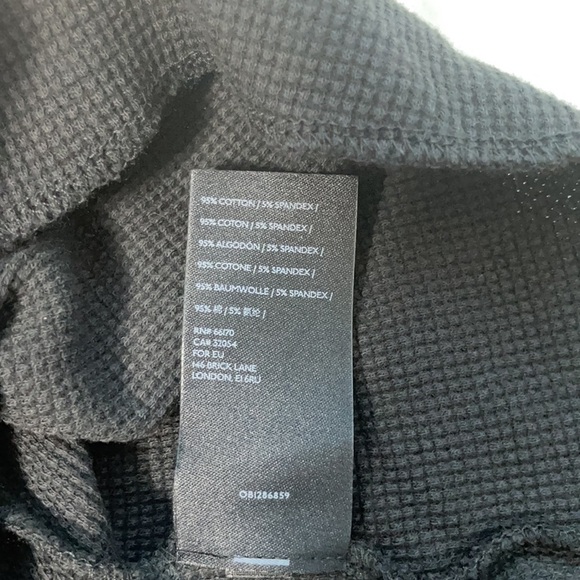 95% COTTON / 5% SPANDEX /
95% COTON / 5% SPANDEX /
95% ALGODÓN / 5% SPANDEX /
95% COTONE / 5% SPANDEX /
95% BAUMWOLLE / 5% SPANDEX /
95% 棉 / 5% 氨纶 /
RN# 66170
CA# 32054
FOR EU
146 BRICK LANE
LONDON, E1 6RU
OB1286859